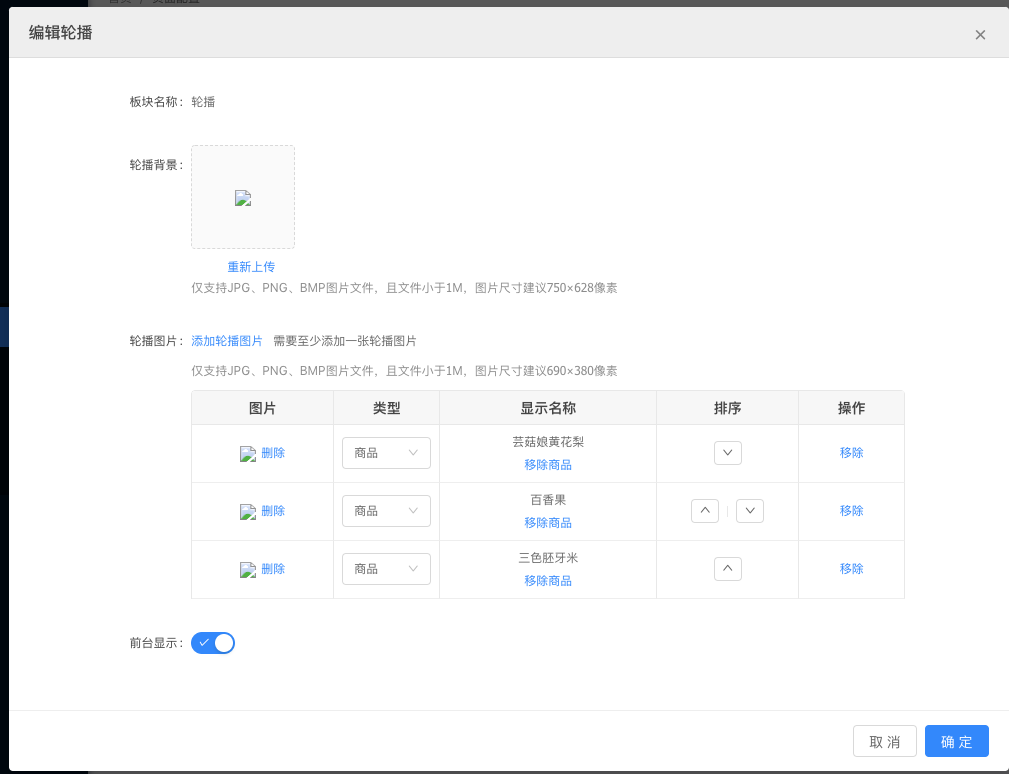 编辑轮播
板块名称: 轮播
轮播背景:
重新上传
仅支持JPG、PNG、BMP图片文件，且文件小于1M，图片尺寸建议750×628像素
轮播图片: 添加轮播图片 需要至少添加一张轮播图片
仅支持JPG、PNG、BMP图片文件，且文件小于1M，图片尺寸建议690×380像素
图片 类型 显示名称 排序 操作
删除 商品 芸菇娘黄花梨 移除
移除商品
删除 商品 百香果 移除
移除商品
删除 商品 三色胚牙米 移除
移除商品
前台显示:
取 消 确 定